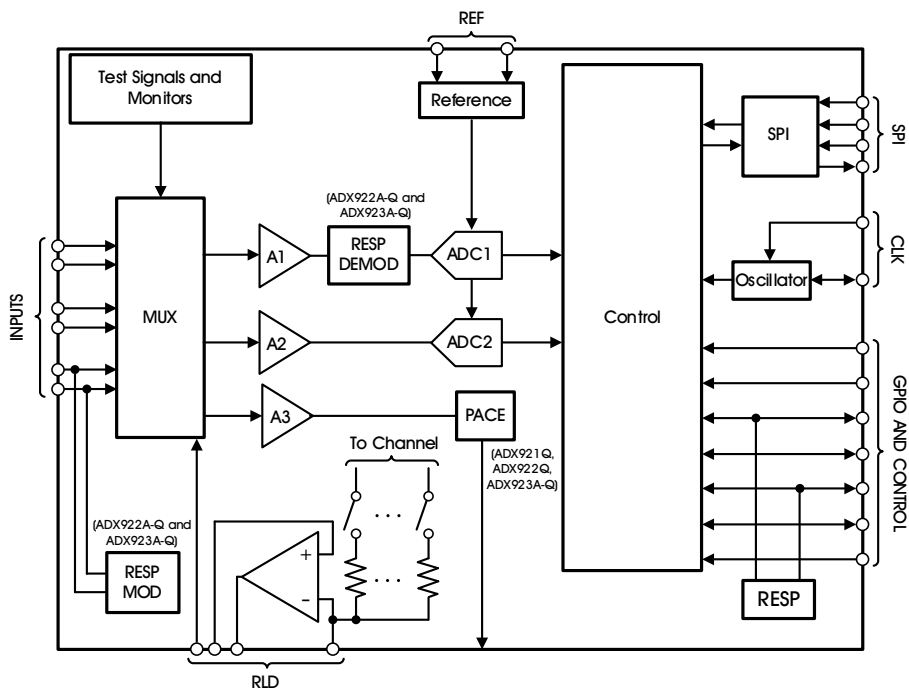 REF
Test Signals and
Monitors
Reference
SPI
SPI
(ADX922A-Q and
ADX923A-Q)
INPUTS
MUX
A1
RESP
DEMOD
ADC1
Oscillator
CLK
Control
A2
ADC2
A3
PACE
(ADX921Q,
ADX922Q,
ADX923A-Q)
GPIO AND CONTROL
To Channel
. . .
(ADX922A-Q and
ADX923A-Q)
RESP
MOD
+
–
. . .
RESP
RLD